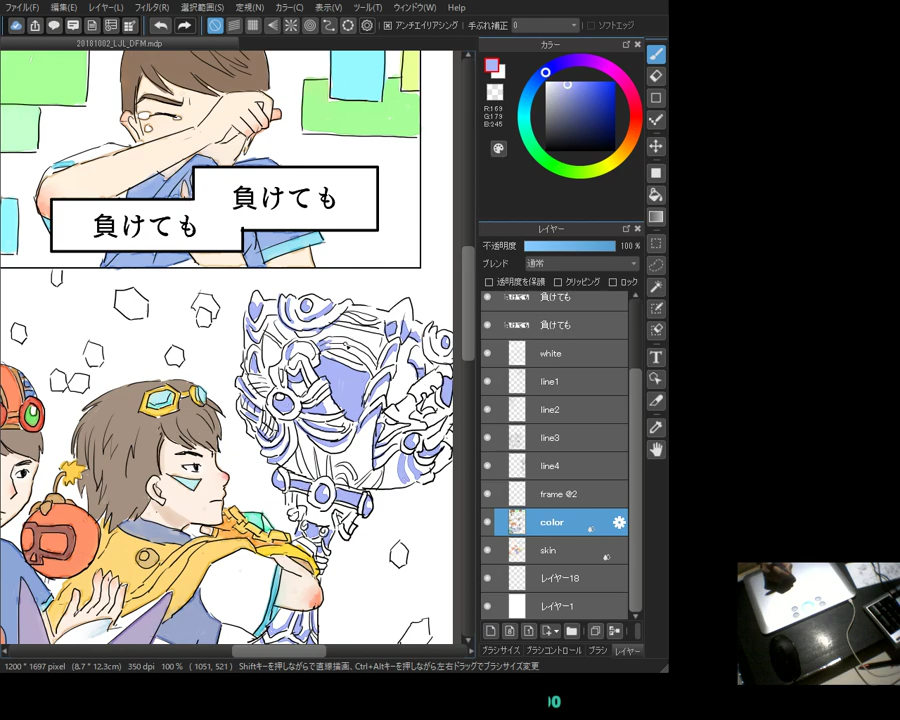 ファイル(F) 編集(E) レイヤー(L) フィルタ(R) 選択範囲(S) 定規(N) カラー(C) 表示(V) ツール(T) ウィンドウ(W) Help
アンチエイリアシング 手ぶれ補正 0 ソフトエッジ
20181002_LJL_DFM.mdp
カラー
R:169
G:179
B:245
負けても
負けても
レイヤー
不透明度 100 %
ブレンド 通常
透明度を保護 クリッピング ロック
負けても
負けても
white
line1
line2
line3
line4
frame @2
color
skin
レイヤー18
レイヤー1
ブラシサイズ ブラシコントロール ブラシ レイヤー
1200 * 1697 pixel (8.7 * 12.3cm) 350 dpi 100 % ( 1051, 521 ) Shiftキーを押しながらで直線描画、Ctrl+Altキーを押しながら左右ドラッグでブラシサイズ変更